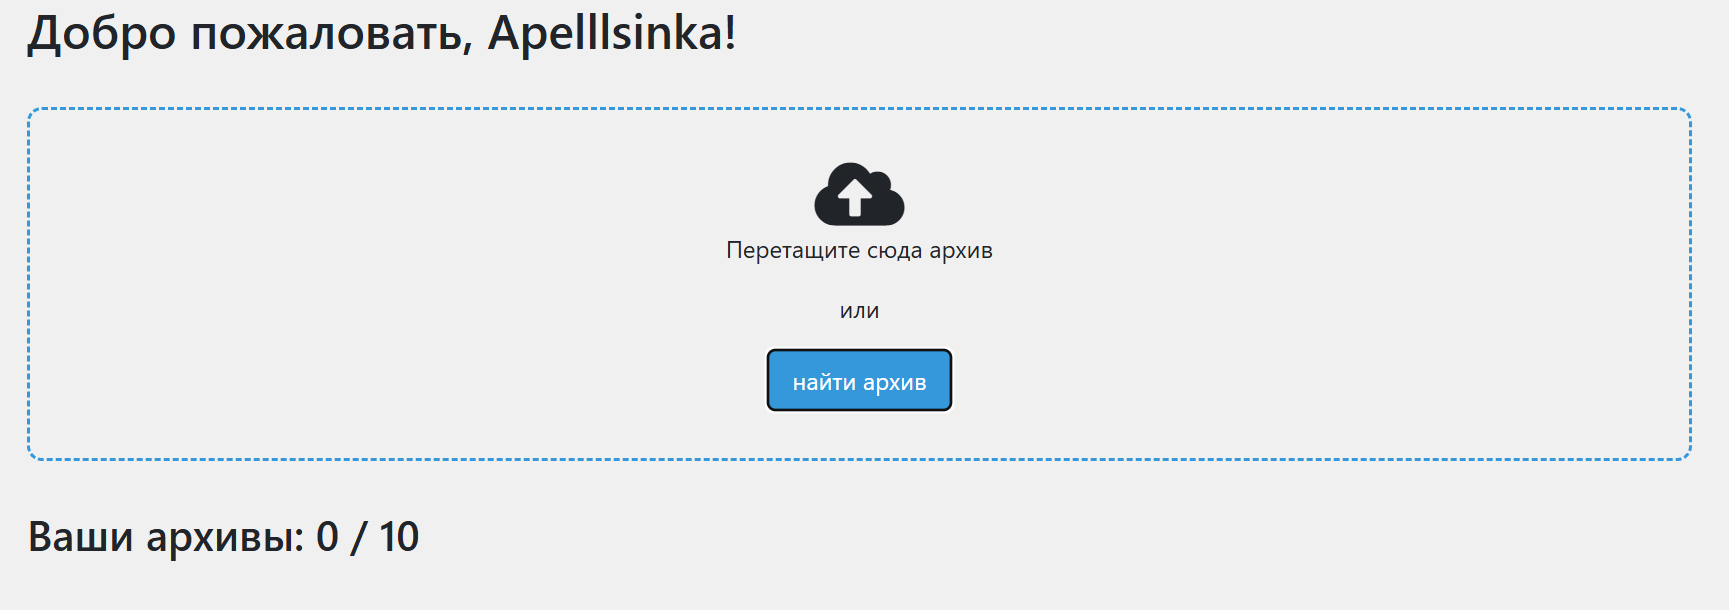 Добро пожаловать, Apelllsinka!
Перетащите сюда архив
или
найти архив
Ваши архивы: 0 / 10